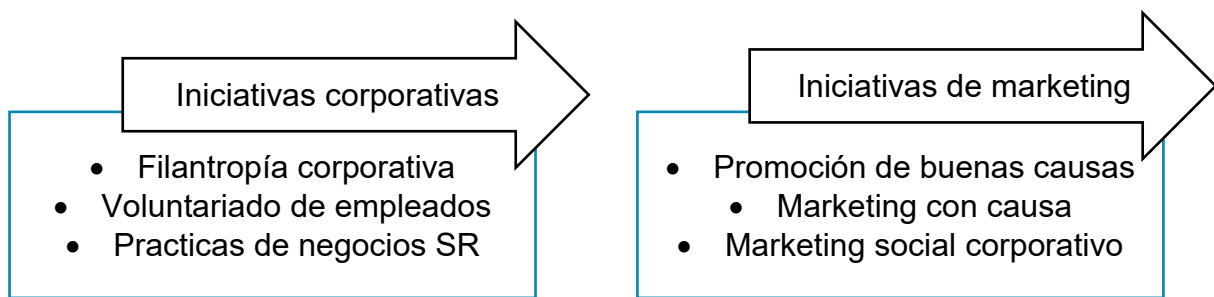 Iniciativas corporativas
• Filantropía corporativa
• Voluntariado de empleados
• Practicas de negocios SR
Iniciativas de marketing
• Promoción de buenas causas
• Marketing con causa
• Marketing social corporativo